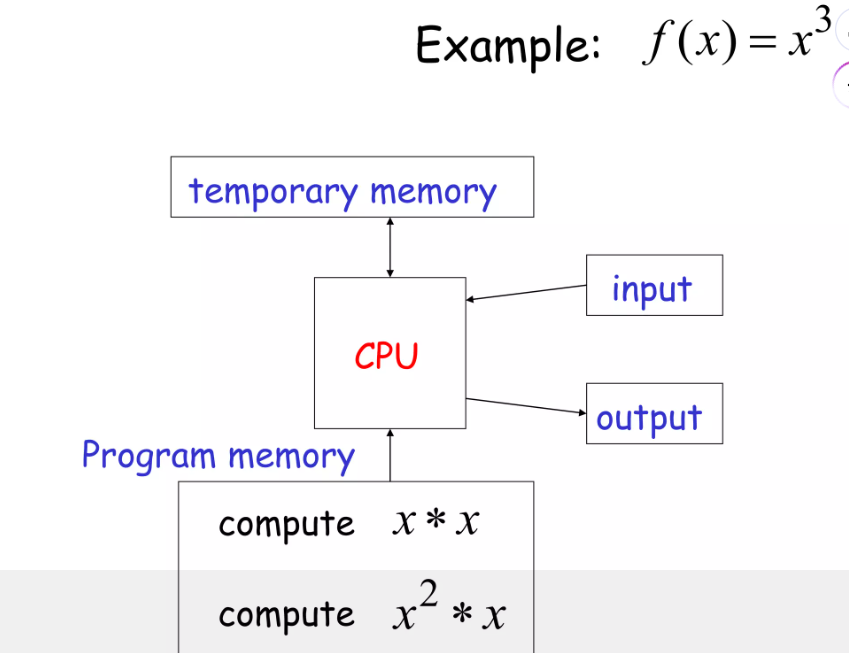 Example: f(x) = x³
temporary memory
input
CPU
output
Program memory
compute x * x
compute x² * x